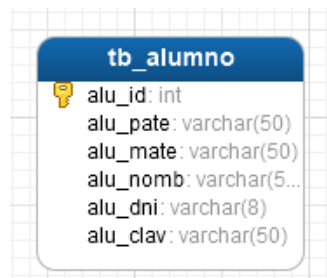 tb_alumno
alu_id: int
alu_pate: varchar(50)
alu_mate: varchar(50)
alu_nomb: varchar(5...
alu_dni: varchar(8)
alu_clav: varchar(50)